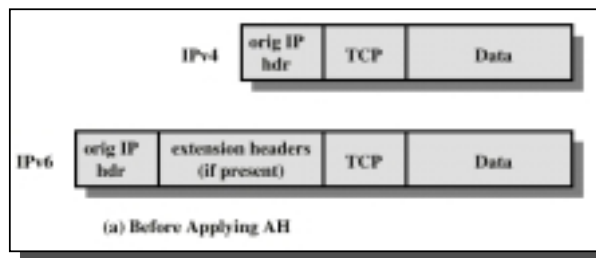 IPv4
orig IP
hdr
TCP
Data
IPv6
orig IP
hdr
extension headers
(if present)
TCP
Data
(a) Before Applying AH